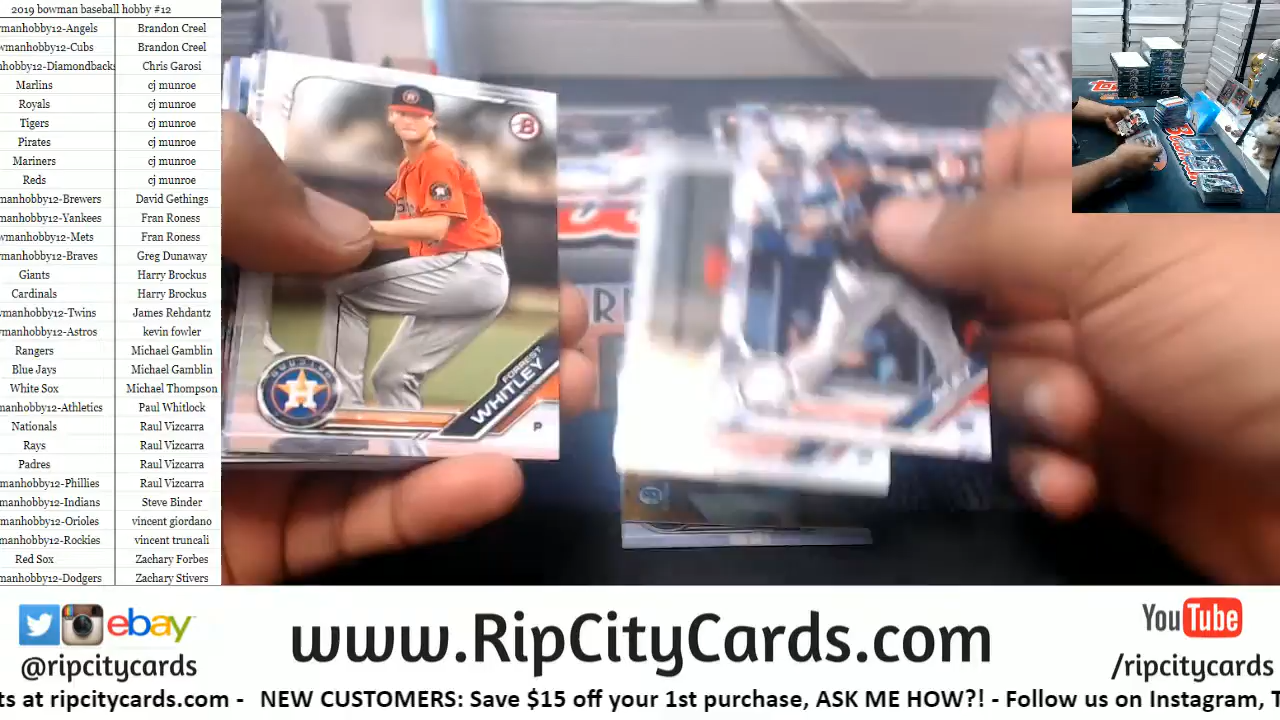 2019 bowman baseball hobby #12
wmanhobby12-Angels Brandon Creel
wmanhobby12-Cubs Brandon Creel
nhobby12-Diamondbacks Chris Garosi
Marlins cj munroe
Royals cj munroe
Tigers cj munroe
Pirates cj munroe
Mariners cj munroe
Reds cj munroe
manhobby12-Brewers David Gethings
manhobby12-Yankees Fran Roness
wmanhobby12-Mets Fran Roness
manhobby12-Braves Greg Dunaway
Giants Harry Brockus
Cardinals Harry Brockus
wmanhobby12-Twins James Rehdantz
wmanhobby12-Astros kevin fowler
Rangers Michael Gamblin
Blue Jays Michael Gamblin
White Sox Michael Thompson
manhobby12-Athletics Paul Whitlock
Nationals Raul Vizcarra
Rays Raul Vizcarra
Padres Raul Vizcarra
manhobby12-Phillies Raul Vizcarra
manhobby12-Indians Steve Binder
manhobby12-Orioles vincent giordano
manhobby12-Rockies vincent truncali
Red Sox Zachary Forbes
manhobby12-Dodgers Zachary Stivers
B
HOUSTON
H
FORREST
WHITLEY
P
ebay
@ripcitycards
www.RipCityCards.com
YouTube
/ripcitycards
ts at ripcitycards.com - NEW CUSTOMERS: Save $15 off your 1st purchase, ASK ME HOW?! - Follow us on Instagram, T